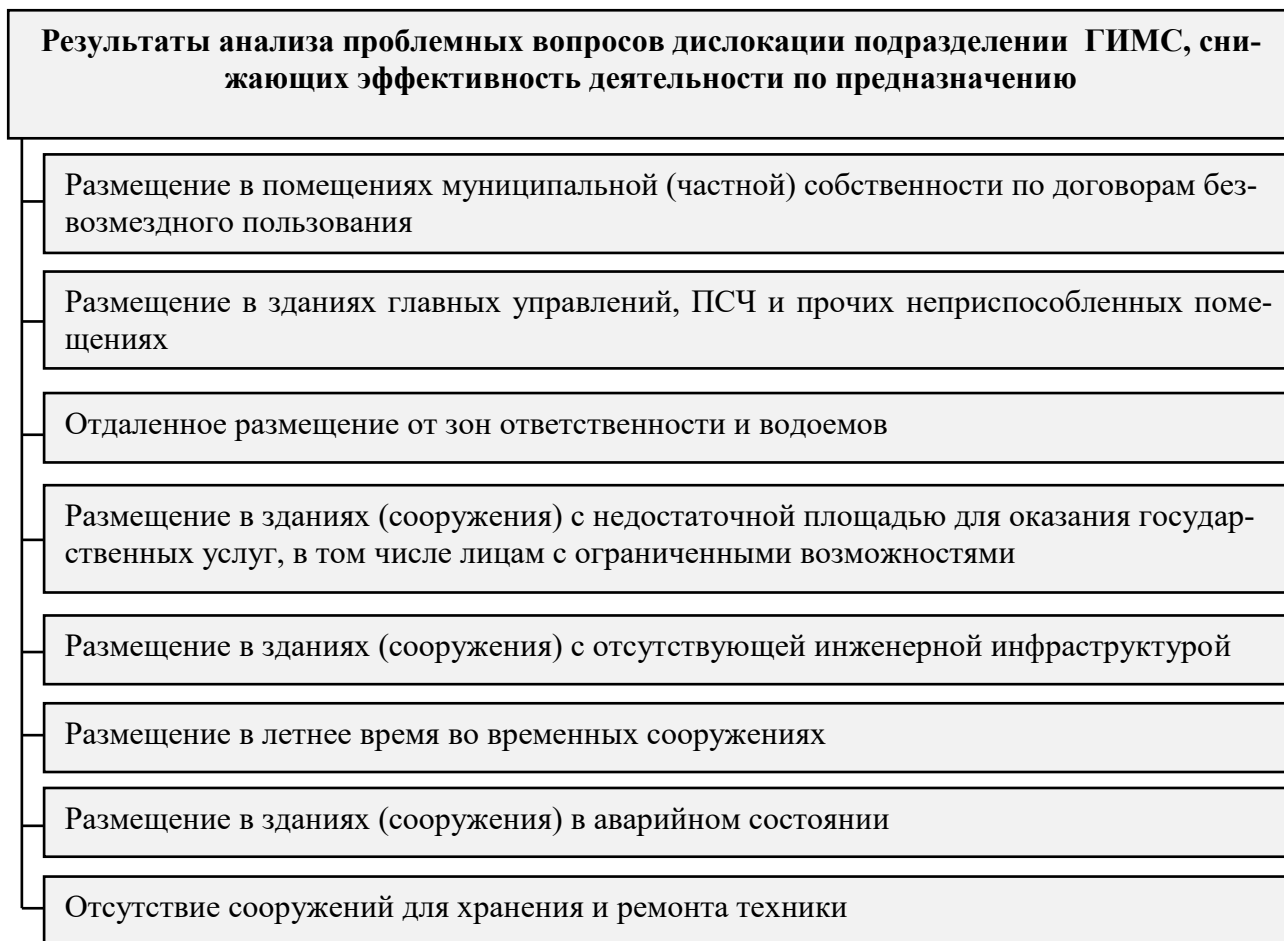 Результаты анализа проблемных вопросов дислокации подразделении ГИМС, сни-
жающих эффективность деятельности по предназначению
Размещение в помещениях муниципальной (частной) собственности по договорам без-
возмездного пользования
Размещение в зданиях главных управлений, ПСЧ и прочих неприспособленных поме-
щениях
Отдаленное размещение от зон ответственности и водоемов
Размещение в зданиях (сооружения) с недостаточной площадью для оказания государ-
ственных услуг, в том числе лицам с ограниченными возможностями
Размещение в зданиях (сооружения) с отсутствующей инженерной инфраструктурой
Размещение в летнее время во временных сооружениях
Размещение в зданиях (сооружения) в аварийном состоянии
Отсутствие сооружений для хранения и ремонта техники